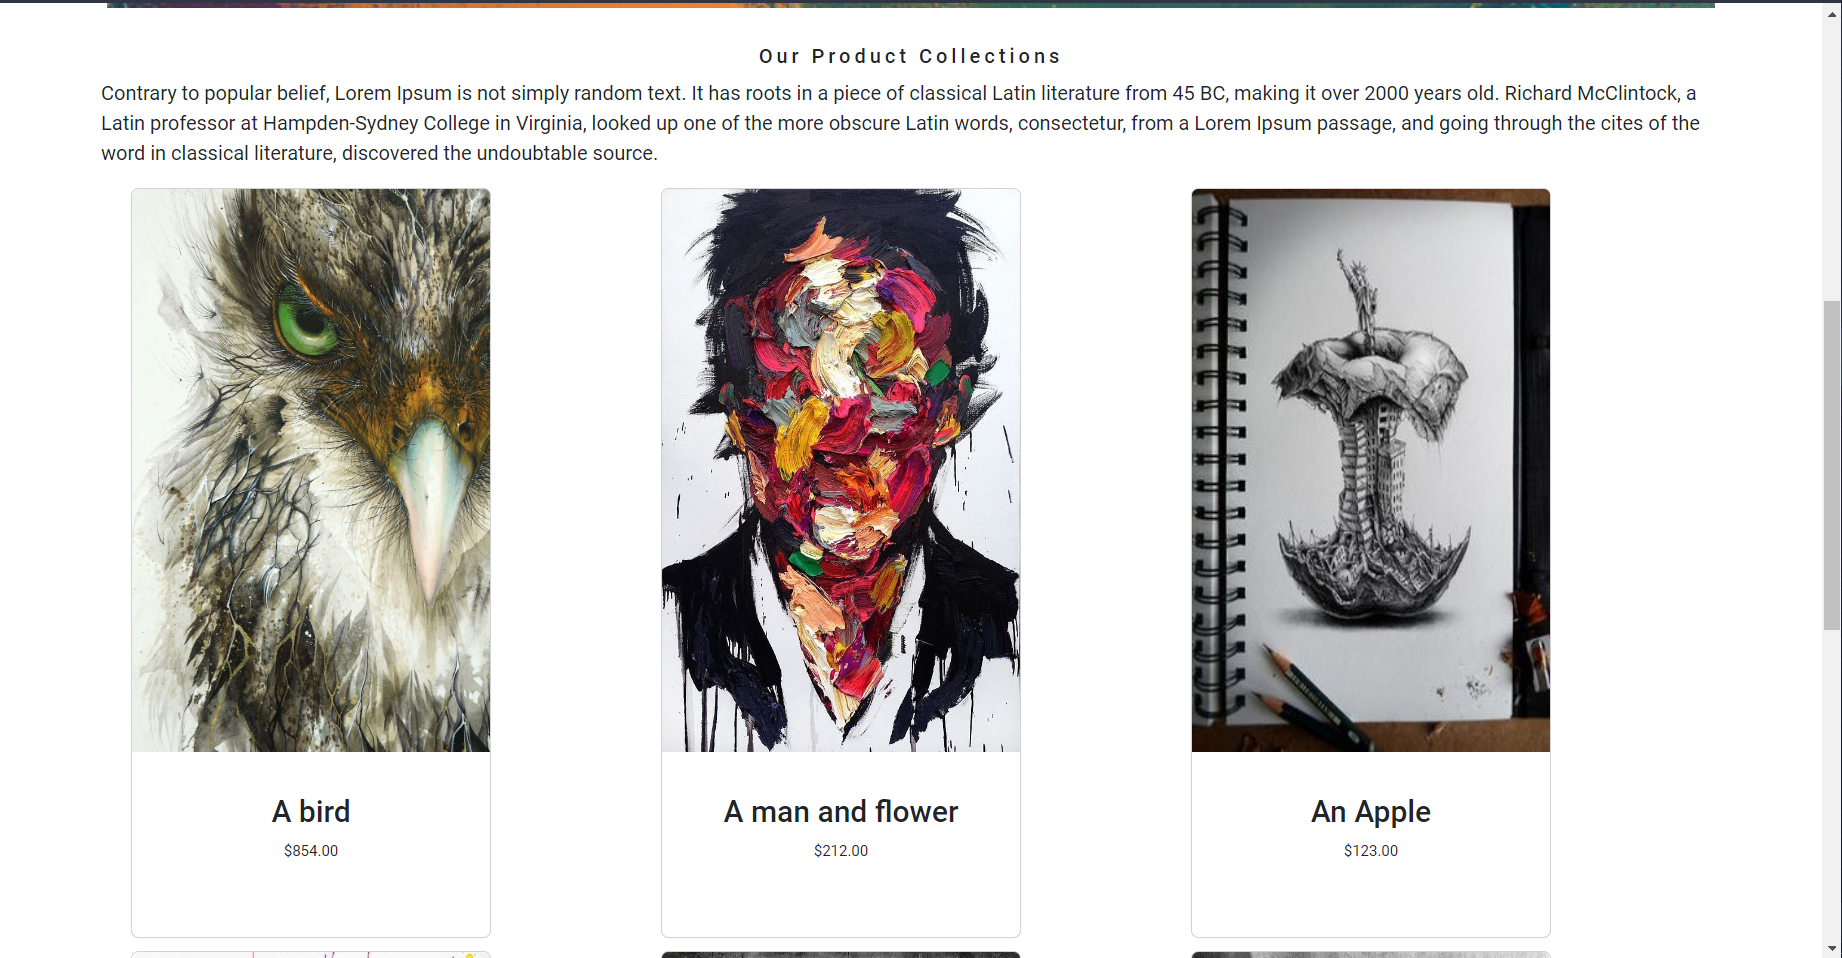 Our Product Collections
Contrary to popular belief, Lorem Ipsum is not simply random text. It has roots in a piece of classical Latin literature from 45 BC, making it over 2000 years old. Richard McClintock, a
Latin professor at Hampden-Sydney College in Virginia, looked up one of the more obscure Latin words, consectetur, from a Lorem Ipsum passage, and going through the cites of the
word in classical literature, discovered the undoubtable source.
A bird
$854.00
A man and flower
$212.00
An Apple
$123.00